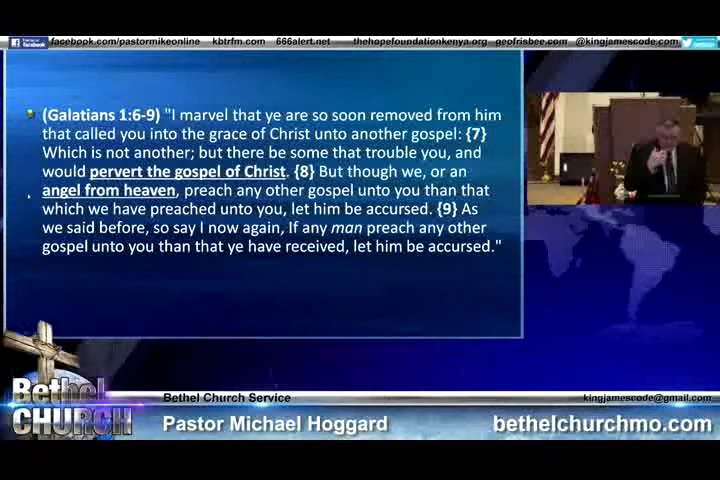 facebook.com/pastormikeonline kbtrfm.com 666alert.net thehopefoundationkenya.org geofrisbee.com @kingjamescode.com
(Galatians 1:6-9) "I marvel that ye are so soon removed from him
that called you into the grace of Christ unto another gospel: {7}
Which is not another; but there be some that trouble you, and
would pervert the gospel of Christ. {8} But though we, or an
angel from heaven, preach any other gospel unto you than that
which we have preached unto you, let him be accursed. {9} As
we said before, so say I now again, If any man preach any other
gospel unto you than that ye have received, let him be accursed."
Bethel
CHURCH
Bethel Church Service
kingjamescode@gmail.com
Pastor Michael Hoggard
bethelchurchmo.com